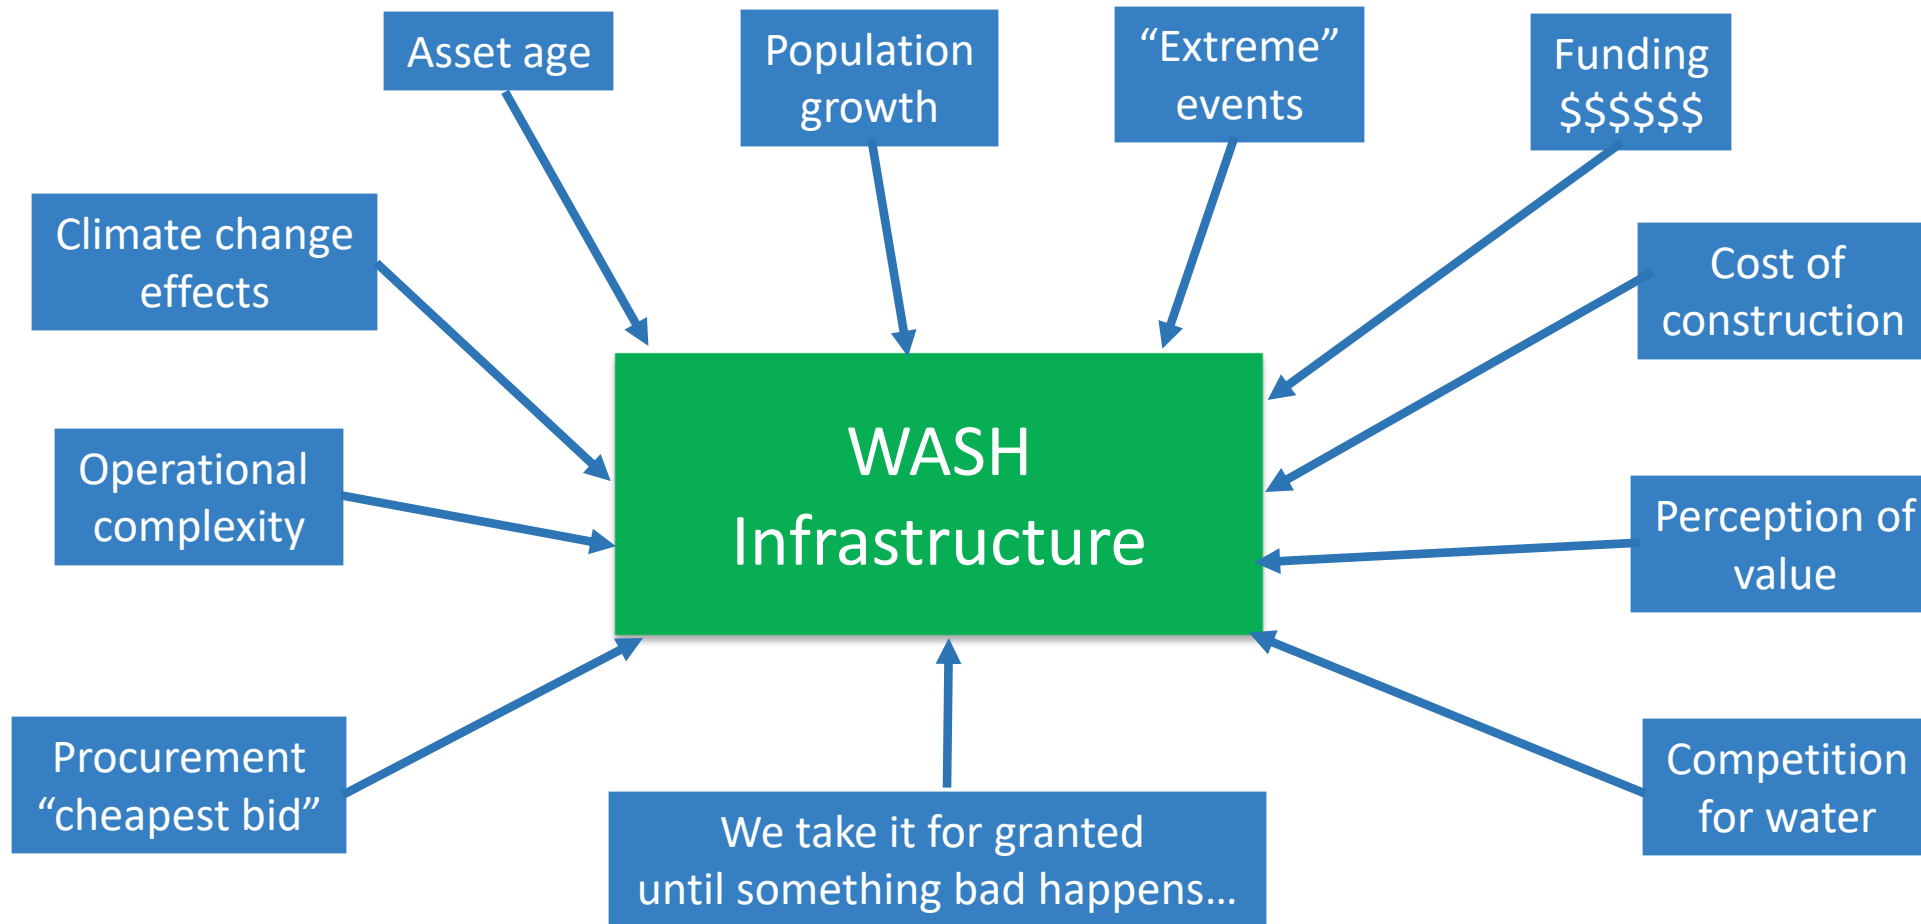 Asset age
Population
growth
“Extreme”
events
Funding
$$$$$$
Climate change
effects
Cost of
construction
WASH
Infrastructure
Operational
complexity
Perception of
value
Procurement
“cheapest bid”
We take it for granted
until something bad happens...
Competition
for water